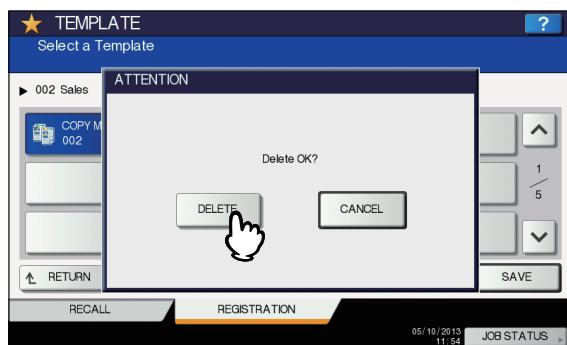 TEMPLATE
?
Select a Template
002 Sales
ATTENTION
COPY M
002
Delete OK?
1
5
DELETE
CANCEL
RETURN
SAVE
RECALL
REGISTRATION
05/10/2013
11:54
JOB STATUS